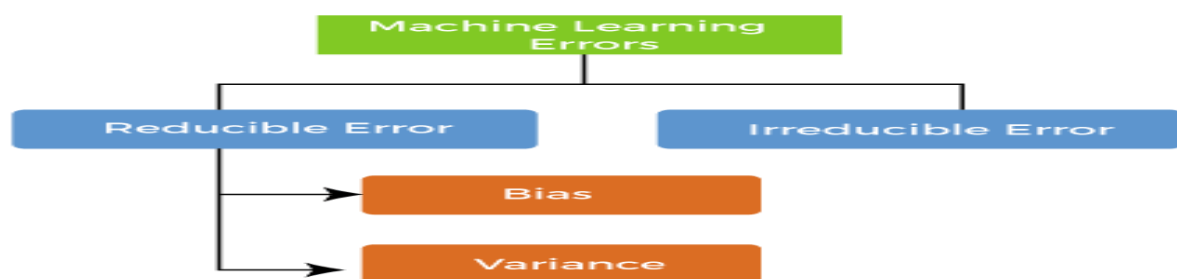 Machine Learning
Errors
Reducible Error
Irreducible Error
Bias
Variance